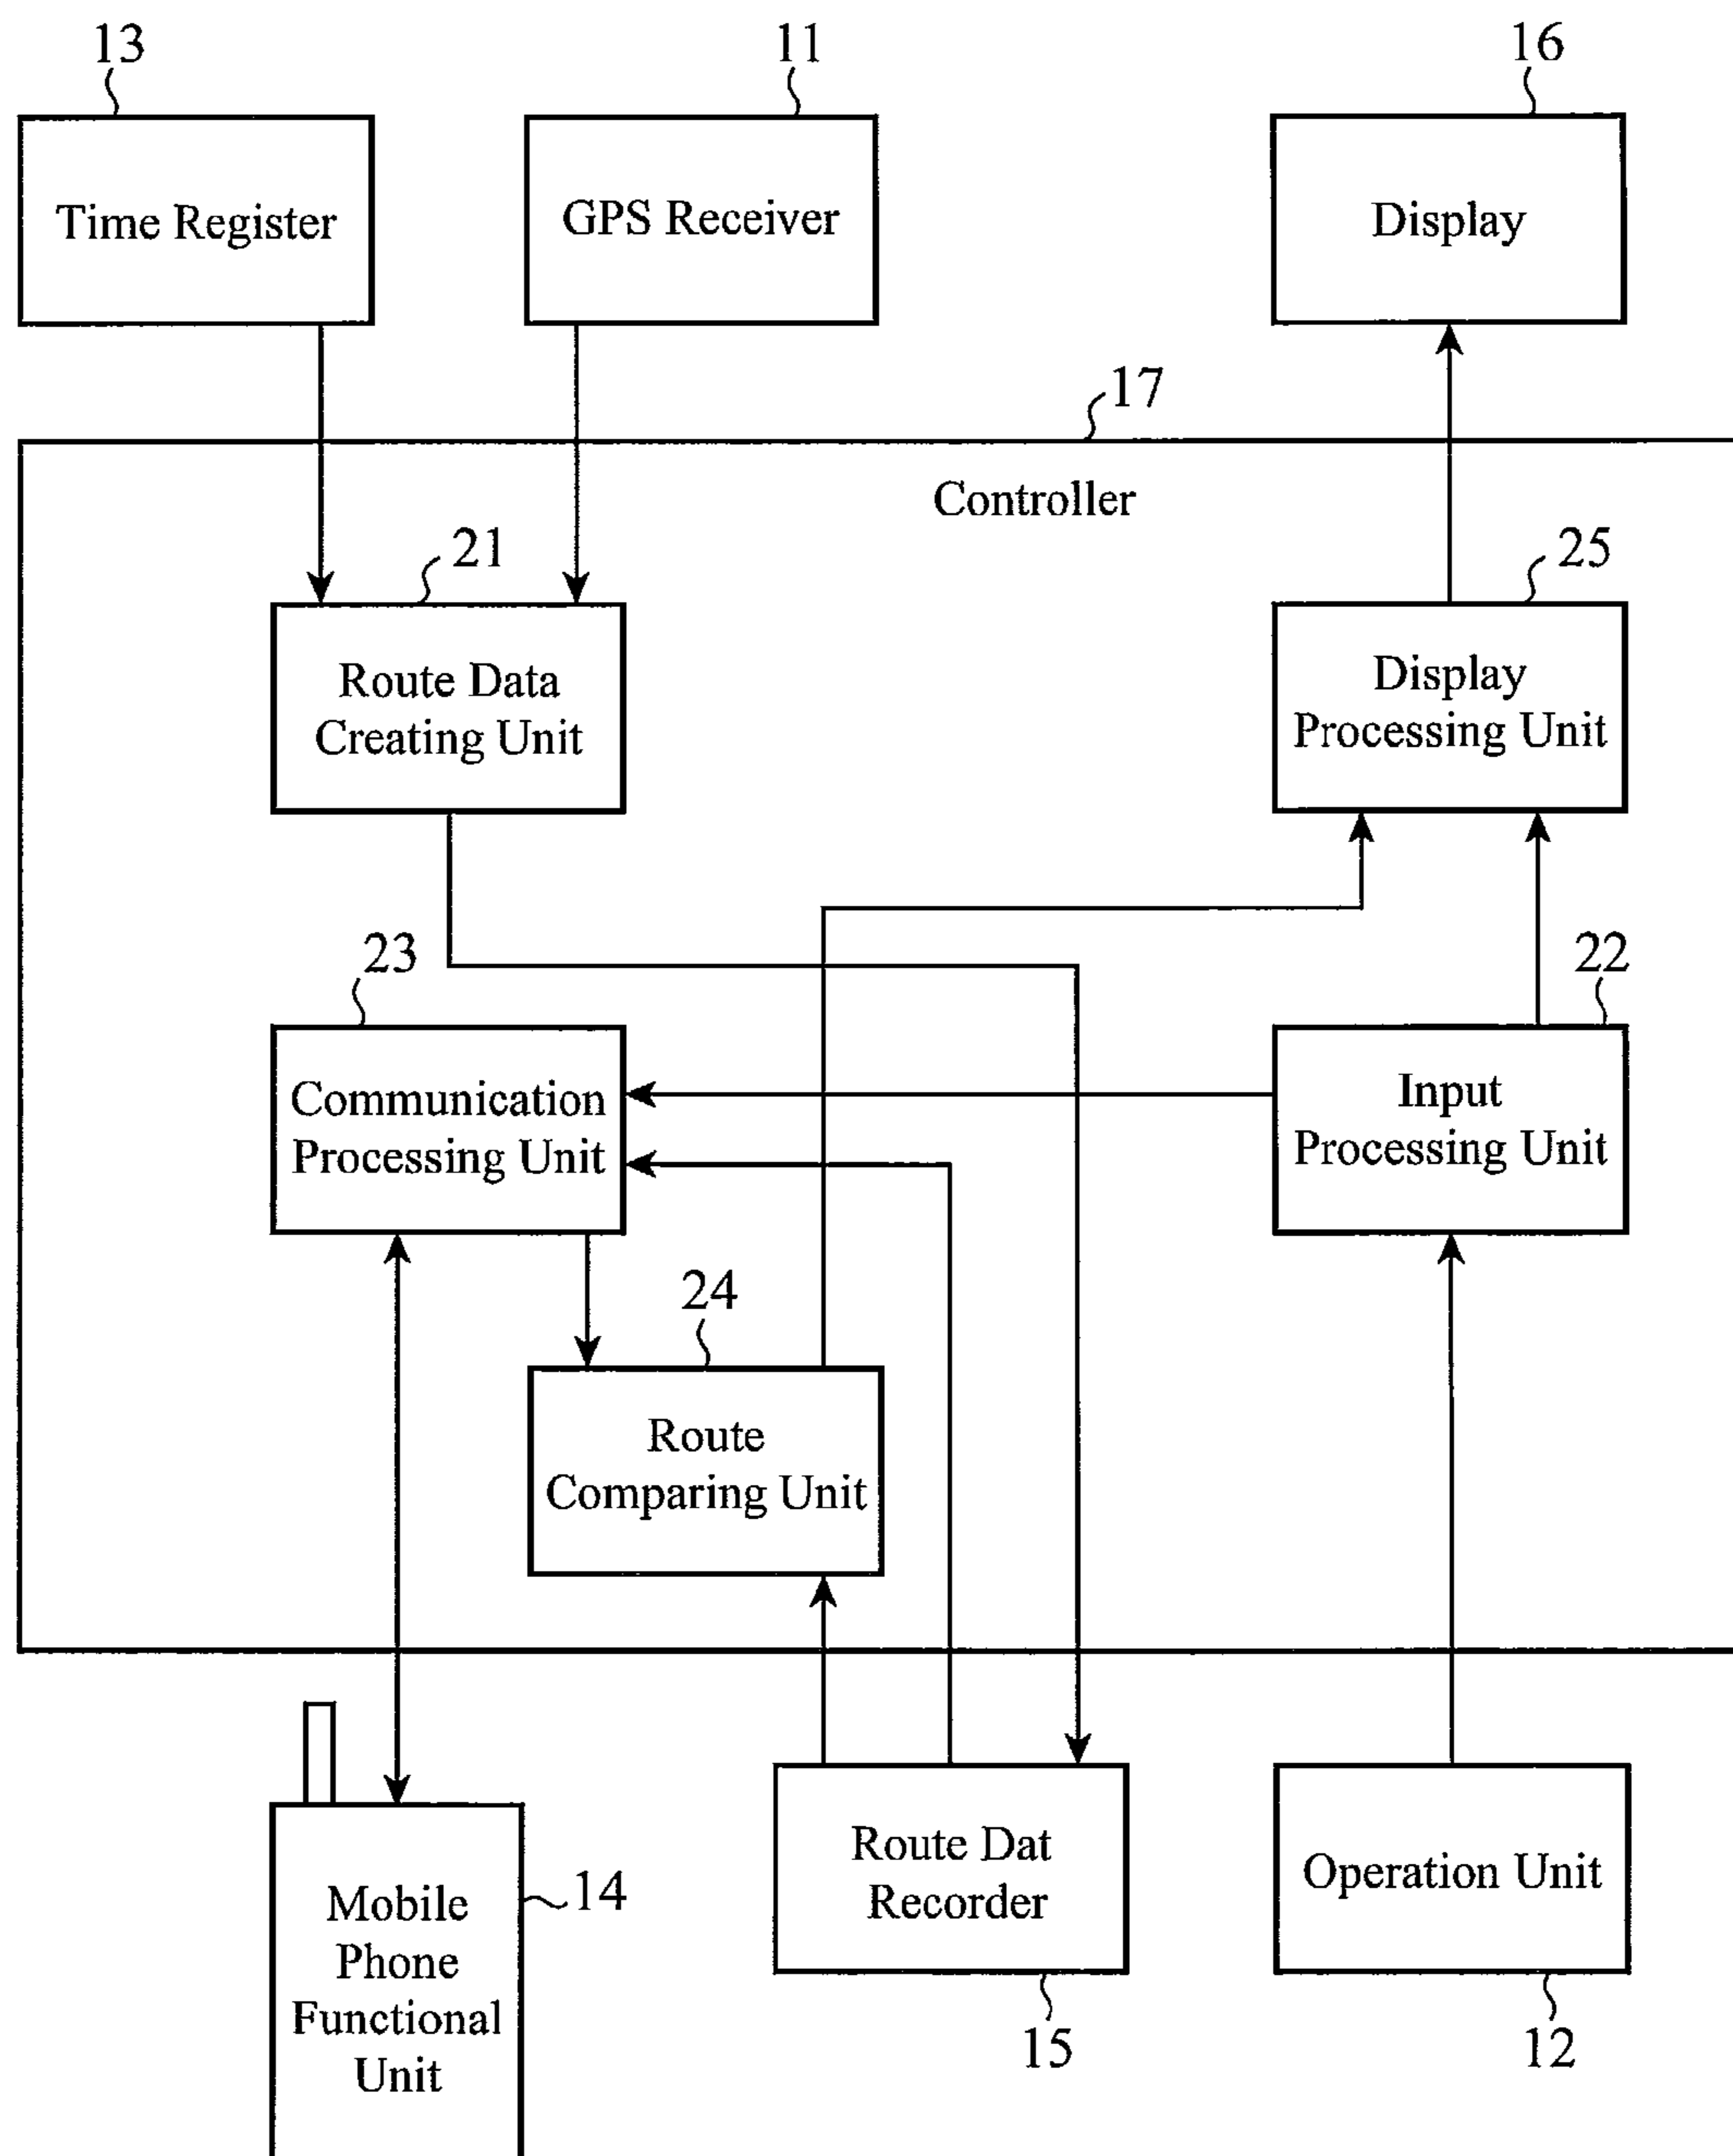 13
11
16
Time Register
GPS Receiver
Display
17
Controller
21
25
Route Data
Creating Unit
Display
Processing Unit
23
22
Communication
Processing Unit
Input
Processing Unit
24
Route
Comparing Unit
Mobile
Phone
Functional
Unit
14
Route Dat
Recorder
Operation Unit
15
12